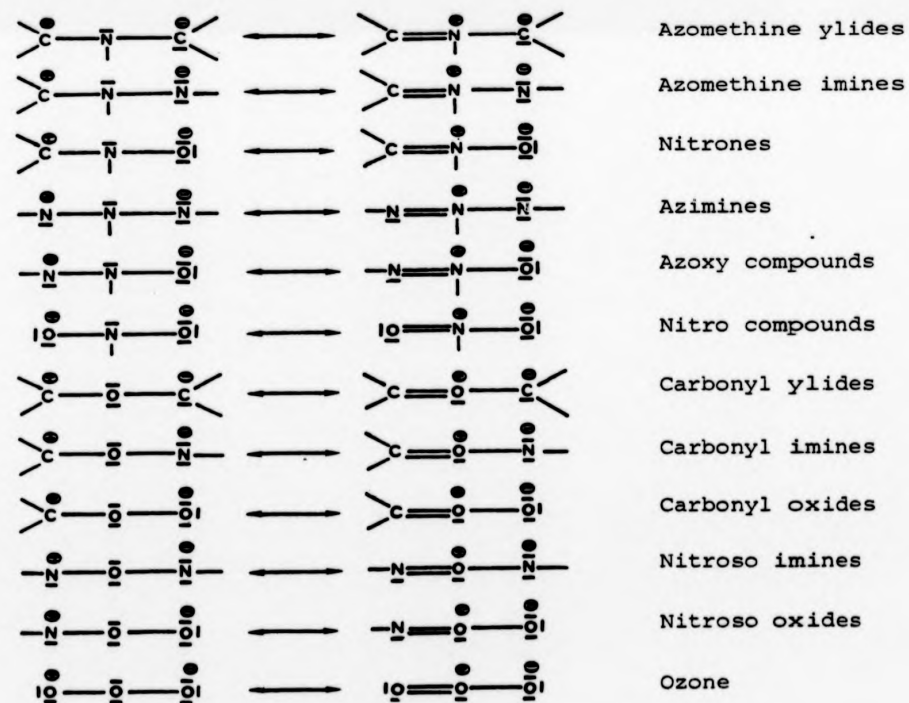 Azomethine ylides
Azomethine imines
Nitrones
Azimines
Azoxy compounds
Nitro compounds
Carbonyl ylides
Carbonyl imines
Carbonyl oxides
Nitroso imines
Nitroso oxides
Ozone